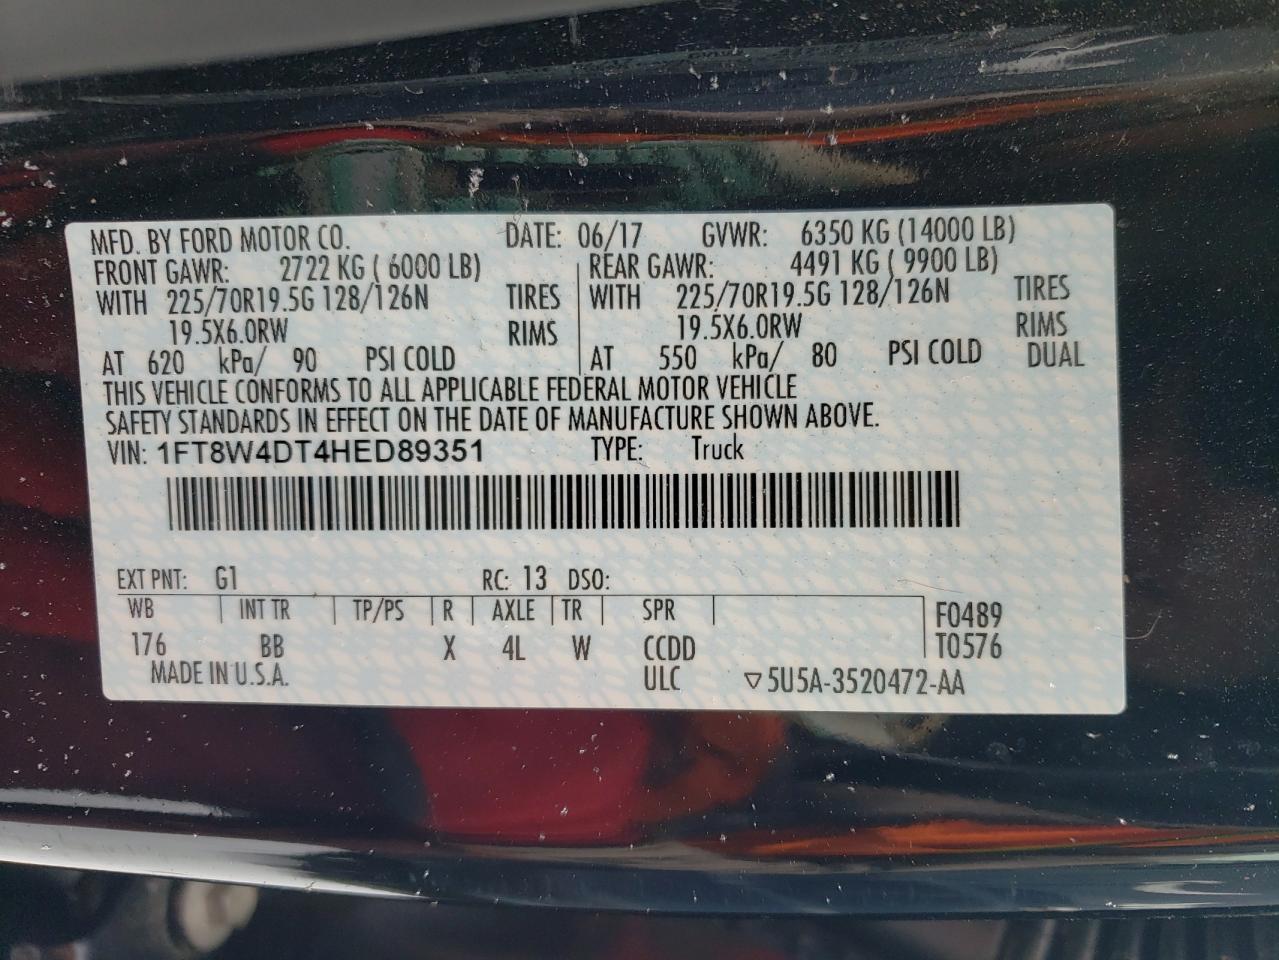 MFD. BY FORD MOTOR CO. DATE: 06/17 GVWR: 6350 KG (14000 LB)
FRONT GAWR: 2722 KG ( 6000 LB) REAR GAWR: 4491 KG ( 9900 LB)
WITH 225/70R19.5G 128/126N TIRES WITH 225/70R19.5G 128/126N TIRES
19.5X6.0RW RIMS 19.5X6.0RW RIMS
AT 620 kPa/ 90 PSI COLD AT 550 kPa/ 80 PSI COLD DUAL
THIS VEHICLE CONFORMS TO ALL APPLICABLE FEDERAL MOTOR VEHICLE
SAFETY STANDARDS IN EFFECT ON THE DATE OF MANUFACTURE SHOWN ABOVE.
VIN: 1FT8W4DT4HED89351 TYPE: Truck
EXT PNT: G1 RC: 13 DSO:
WB INT TR TP/PS R AXLE TR SPR F0489
176 BB X 4L W CCDD T0576
MADE IN U.S.A. ULC ▽5U5A-3520472-AA